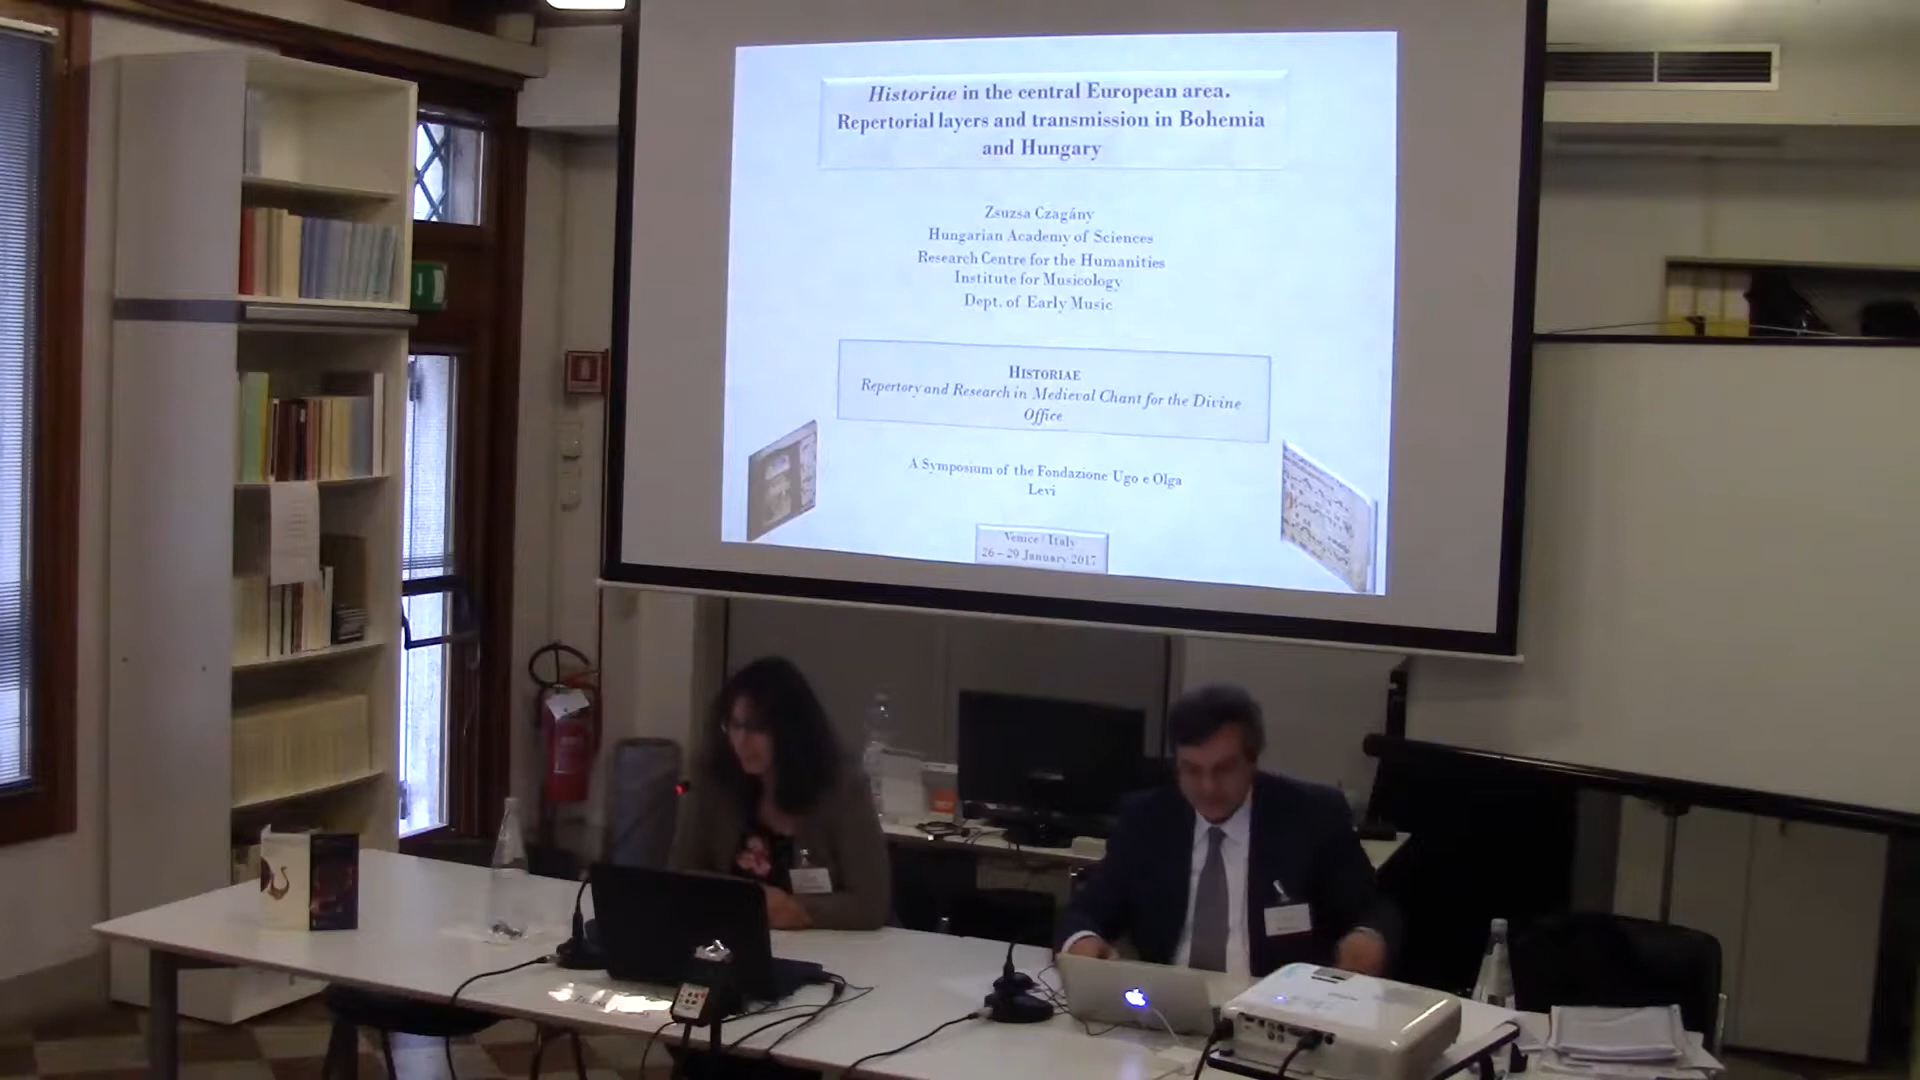 Historiae in the central European area.
Repertorial layers and transmission in Bohemia
and Hungary
Zsuzsa Czagány
Hungarian Academy of Sciences
Research Centre for the Humanities
Institute for Musicology
Dept. of Early Music
HISTORIAE
Repertory and Research in Medieval Chant for the Divine
Office
A Symposium of the Fondazione Ugo e Olga
Levi
Venice / Italy
26 – 29 January 2017